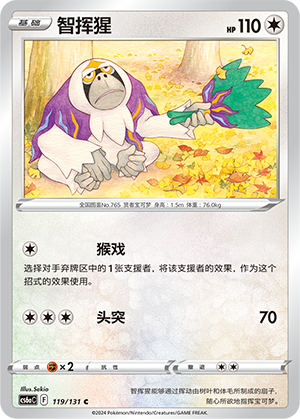 基础 智挥猩 HP 110
全国图鉴No.765 贤者宝可梦 身高：1.5m 体重：76.0kg
猴戏
选择对手弃牌区中的1张支援者，将该支援者的效果，作为这个
招式的效果使用。
头突 70
弱点 ×2 抗性 撤退
Illus.Sekio
CS6aC F 119/131 C
智挥猩能够通过挥动由树叶和体毛所制成的扇子，
随心所欲地指挥宝可梦。
©2024 Pokémon/Nintendo/Creatures/GAME FREAK.